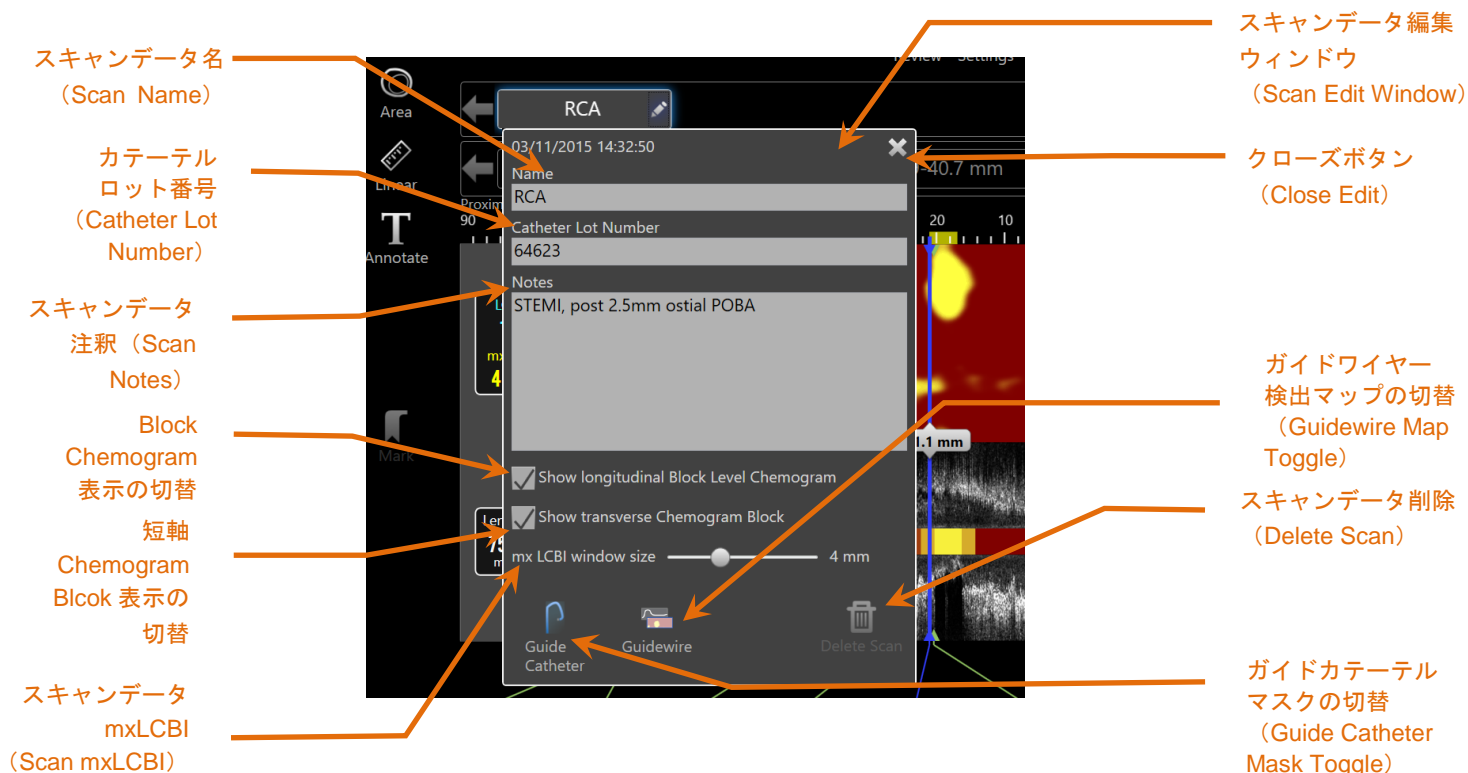 スキャンデータ名
（Scan Name）
カテーテル
ロット番号
（Catheter Lot
Number）
スキャンデータ
注釈（Scan
Notes）
Block
Chemogram
表示の切替
短軸
Chemogram
Blcok 表示の
切替
スキャンデータ
mxLCBI
（Scan mxLCBI）
Area
Linear
T
Annotate
Mark
Review Settings
RCA
-40.7 mm
Proxim
90
20 10
03/11/2015 14:32:50
Name
RCA
Catheter Lot Number
64623
Notes
STEMI, post 2.5mm ostial POBA
Show longitudinal Block Level Chemogram
Show transverse Chemogram Block
mx LCBI window size 4 mm
Guide
Catheter
Guidewire
Delete Scan
1.1 mm
スキャンデータ編集
ウィンドウ
（Scan Edit Window）
クローズボタン
（Close Edit）
ガイドワイヤー
検出マップの切替
（Guidewire Map
Toggle）
スキャンデータ削除
（Delete Scan）
ガイドカテーテル
マスクの切替
（Guide Catheter
Mask Toggle）